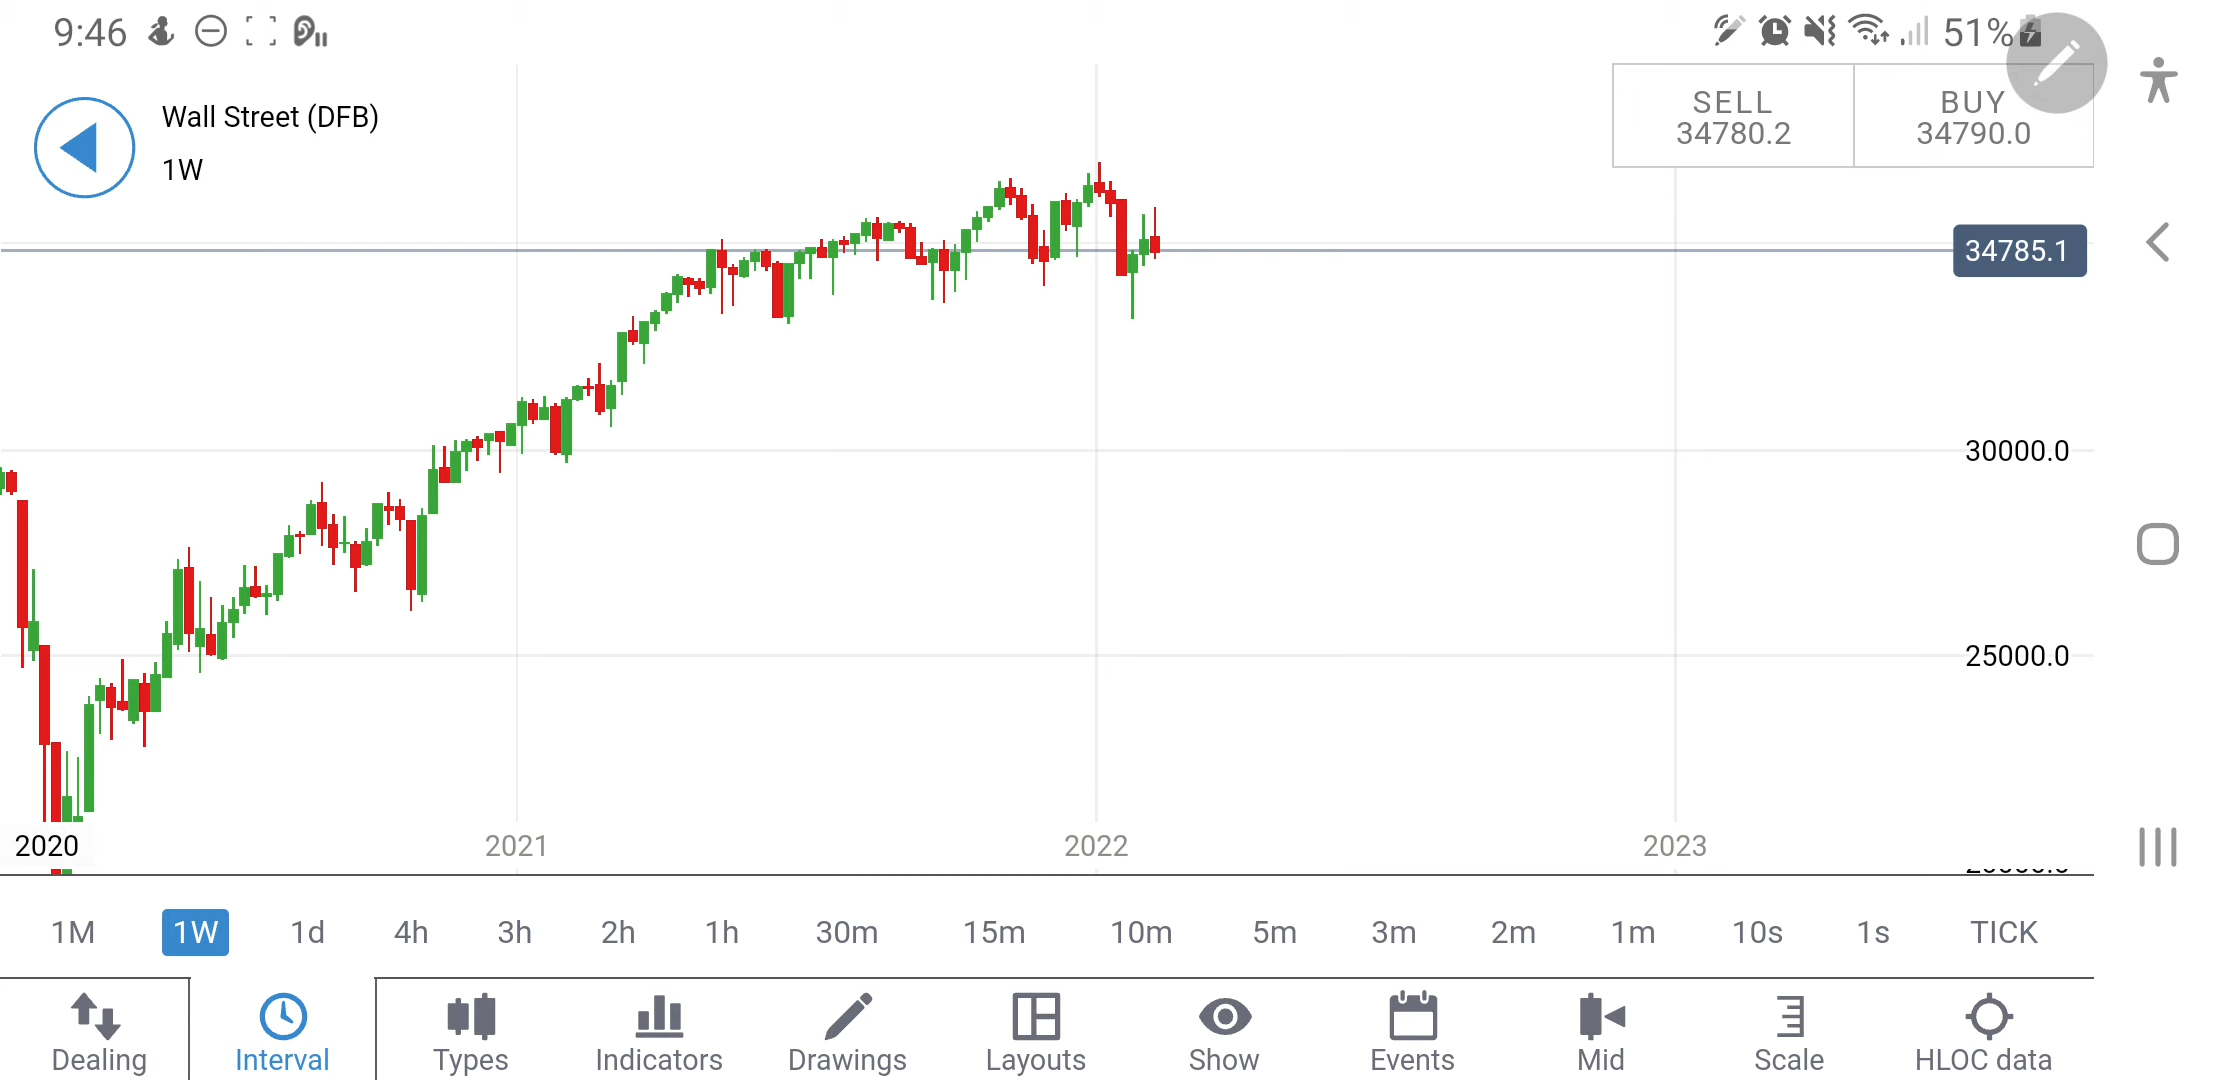 9:46
51%
Wall Street (DFB)
1W
SELL
34780.2
BUY
34790.0
34785.1
30000.0
25000.0
2020 2021 2022 2023
1M 1W 1d 4h 3h 2h 1h 30m 15m 10m 5m 3m 2m 1m 10s 1s TICK
Dealing Interval Types Indicators Drawings Layouts Show Events Mid Scale HLOC data